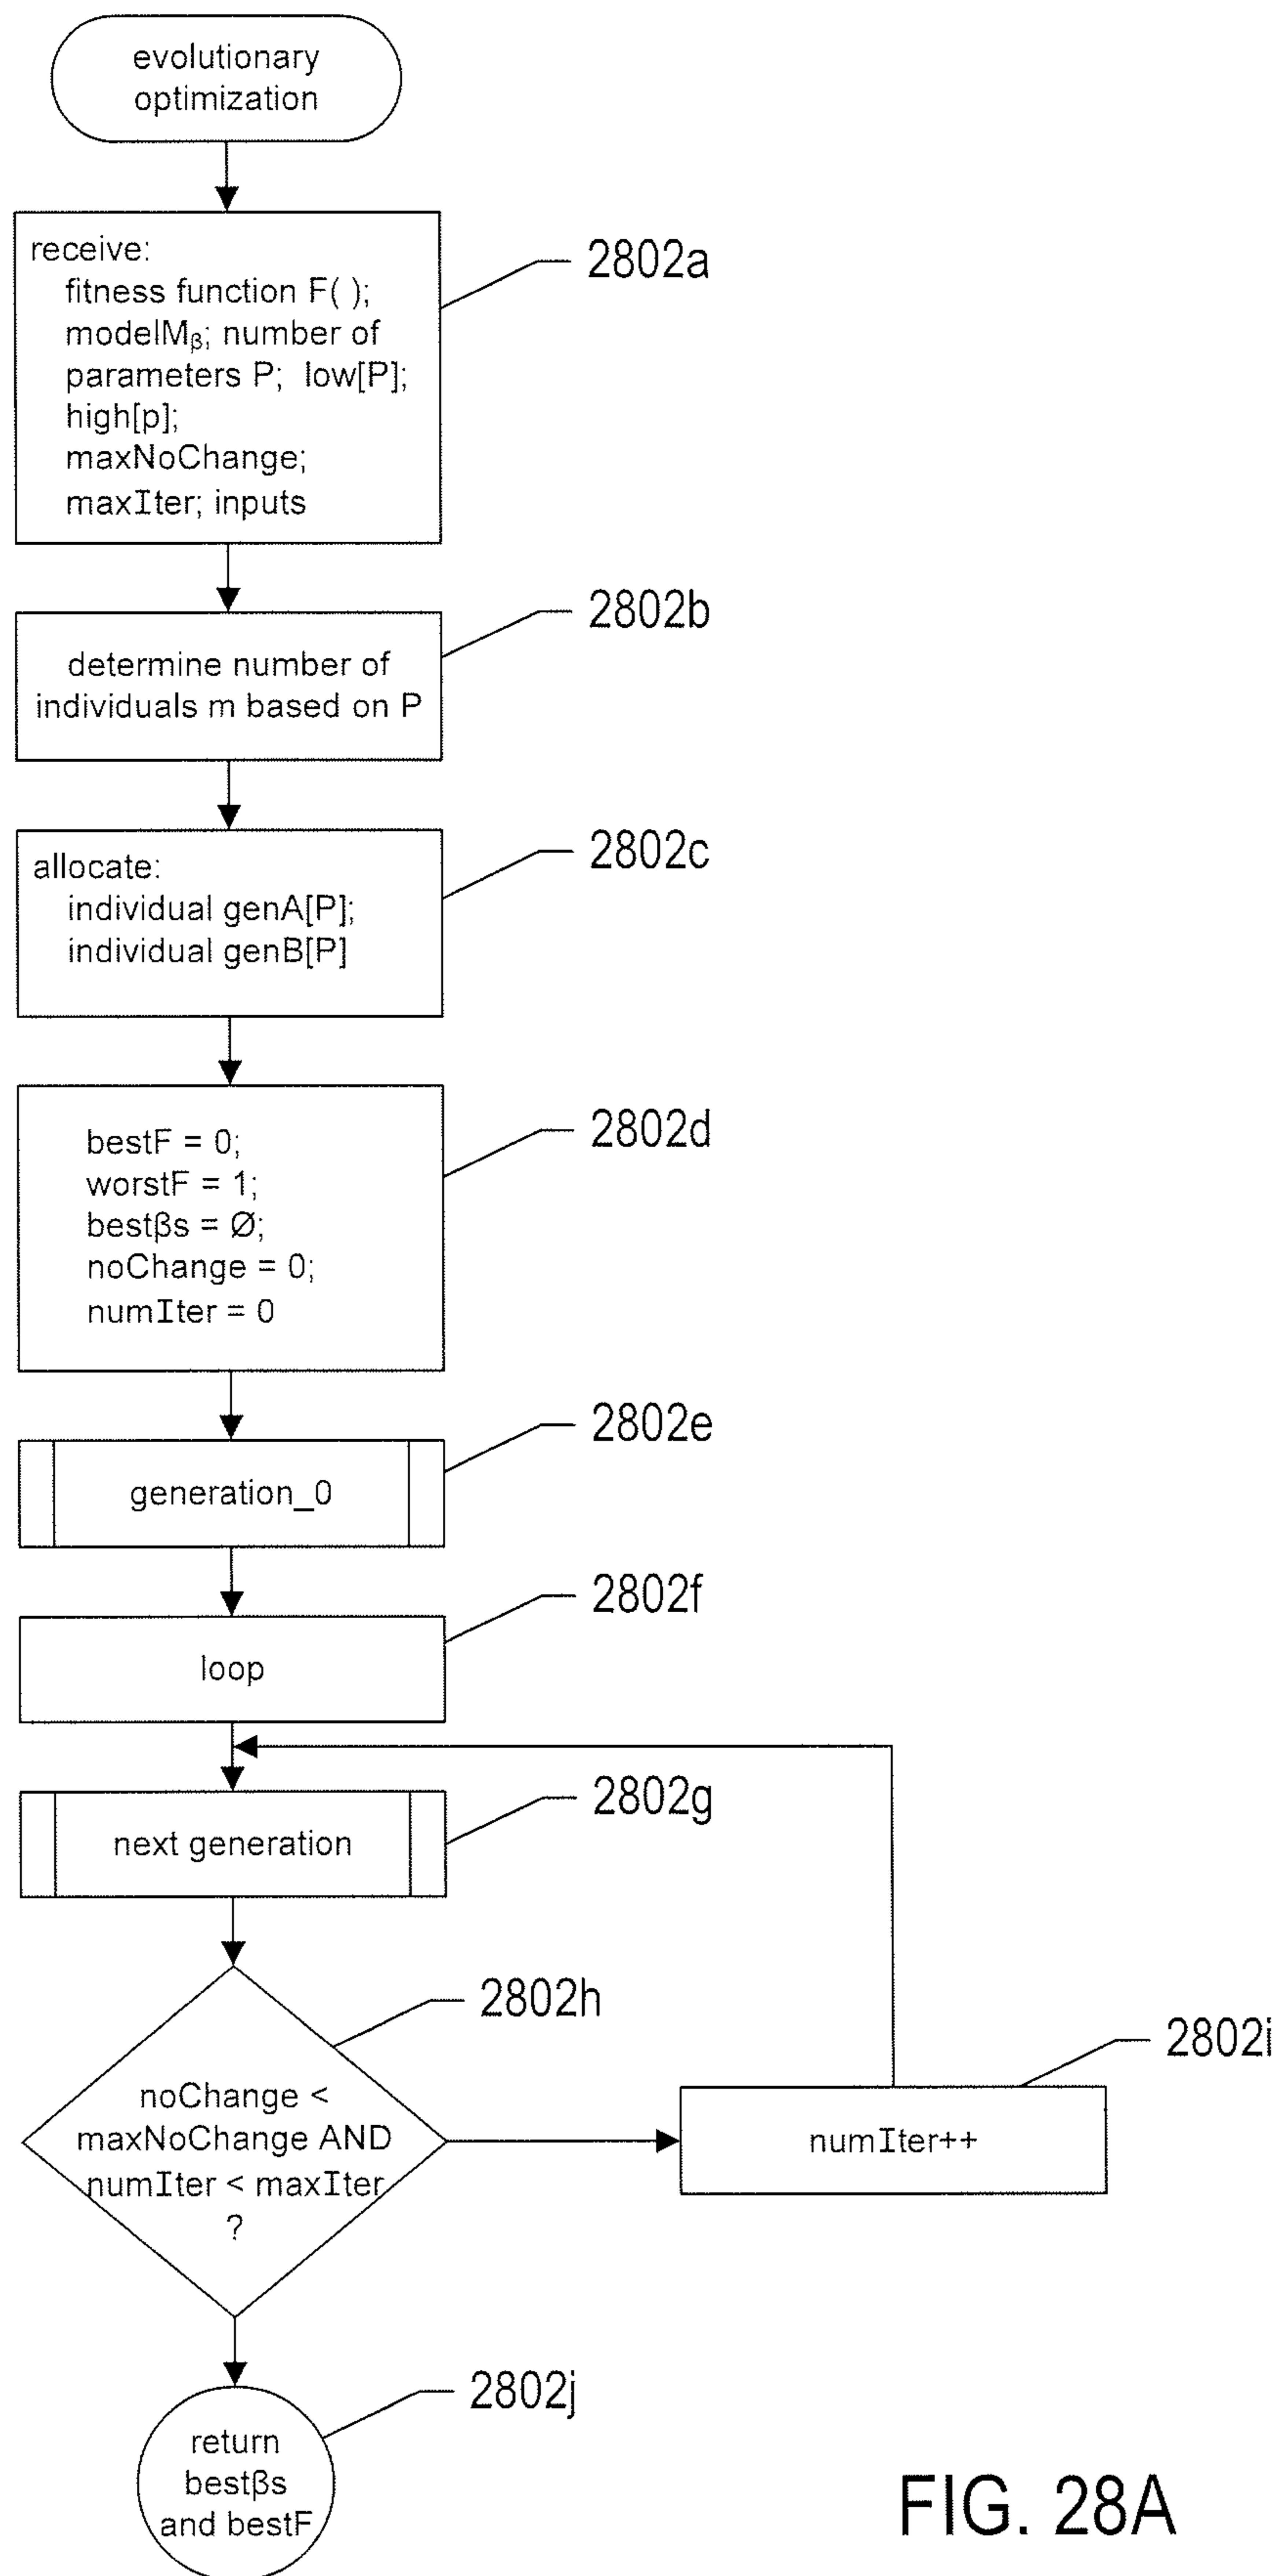 evolutionary
optimization
receive:
fitness function F( );
modelMᵦ; number of
parameters P; low[P];
high[p];
maxNoChange;
maxIter; inputs
2802a
determine number of
individuals m based on P
2802b
allocate:
individual genA[P];
individual genB[P]
2802c
bestF = 0;
worstF = 1;
bestβs = Ø;
noChange = 0;
numIter = 0
2802d
generation_0
2802e
loop
2802f
next generation
2802g
noChange <
maxNoChange AND
numIter < maxIter
?
2802h
numIter++
2802i
return
bestβs
and bestF
2802j
FIG. 28A